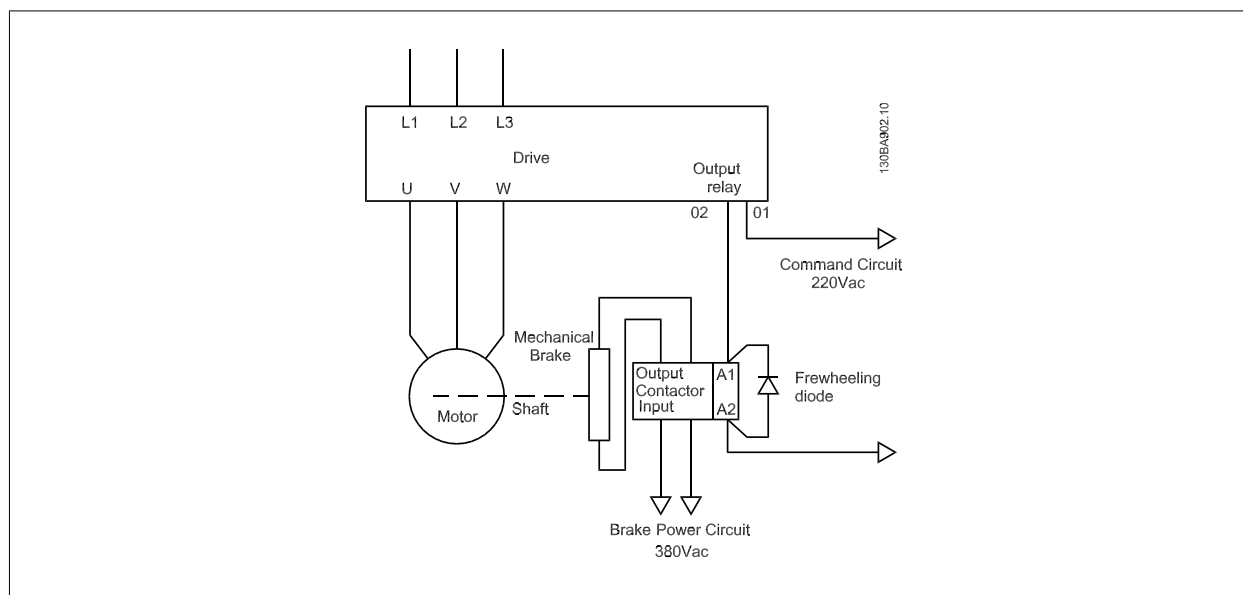 L1 L2 L3
Drive
130BA902.10
Output
relay
U V W
02 01
Command Circuit
220Vac
Mechanical
Brake
Output
Contactor
Input
A1
A2
Frewheeling
diode
Motor
Shaft
Brake Power Circuit
380Vac